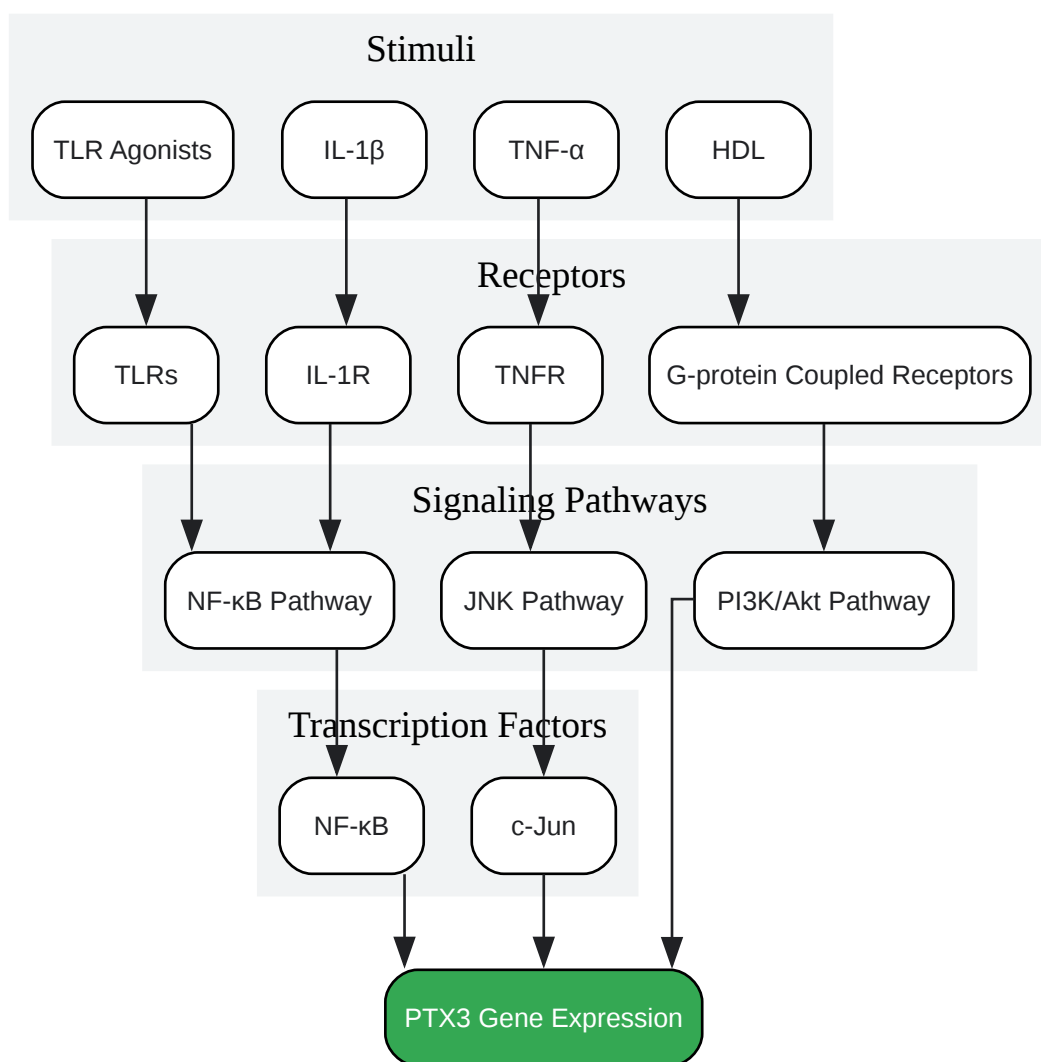 Stimuli
TLR Agonists
IL-1β
TNF-α
HDL
Receptors
TLRs
IL-1R
TNFR
G-protein Coupled Receptors
Signaling Pathways
NF-κB Pathway
JNK Pathway
PI3K/Akt Pathway
Transcription Factors
NF-κB
c-Jun
PTX3 Gene Expression